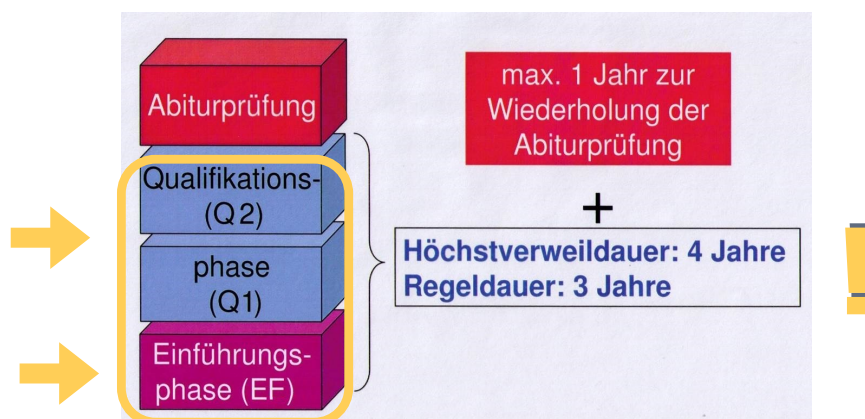 Abiturprüfung
Qualifikations-
(Q 2)
phase
(Q1)
Einführungs-
phase (EF)
max. 1 Jahr zur
Wiederholung der
Abiturprüfung
+
Höchstverweildauer: 4 Jahre
Regeldauer: 3 Jahre